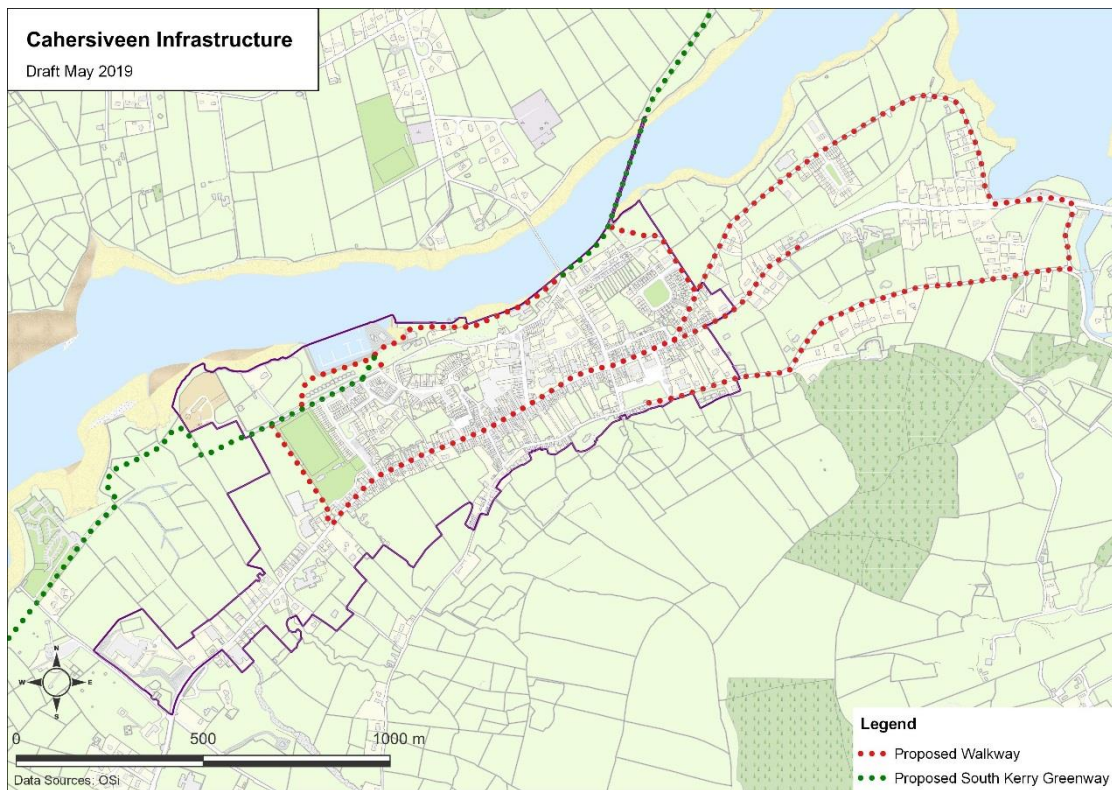 Cahersiveen Infrastructure
Draft May 2019
N
W E
S
0 500 1000 m
Data Sources: OSi
Legend
Proposed Walkway
Proposed South Kerry Greenway